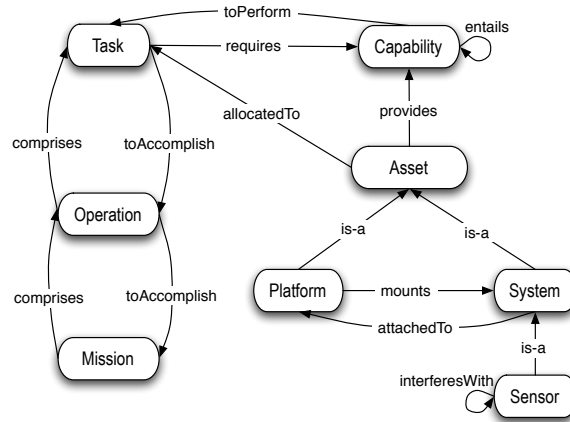 toPerform
Task
requires
Capability
entails
allocatedTo
provides
comprises
toAccomplish
Asset
Operation
is-a
is-a
comprises
toAccomplish
Platform
mounts
System
attachedTo
Mission
is-a
interferesWith
Sensor